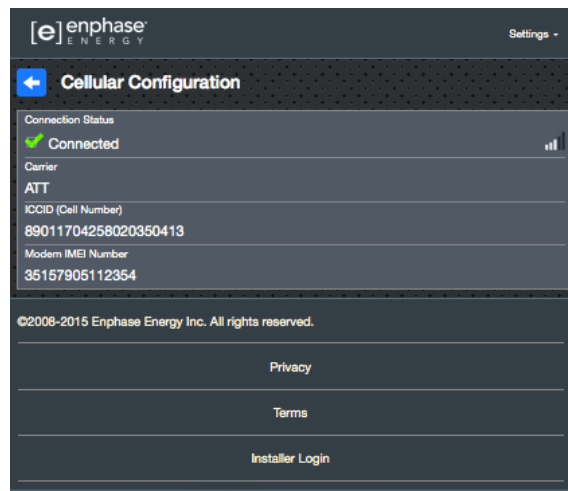 [e] enphase
ENERGY
Settings
Cellular Configuration
Connection Status
Connected
Carrier
ATT
ICCID (Cell Number)
89011704258020350413
Modem IMEI Number
35157905112354
©2008-2015 Enphase Energy Inc. All rights reserved.
Privacy
Terms
Installer Login